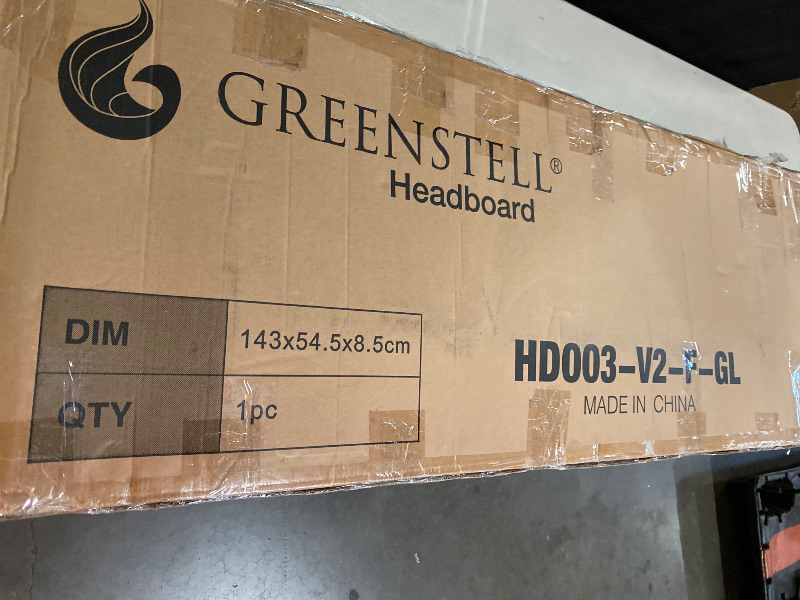 GREENSTELL®
Headboard
DIM 143x54.5x8.5cm
QTY 1pc
HD003-V2-F-GL
MADE IN CHINA